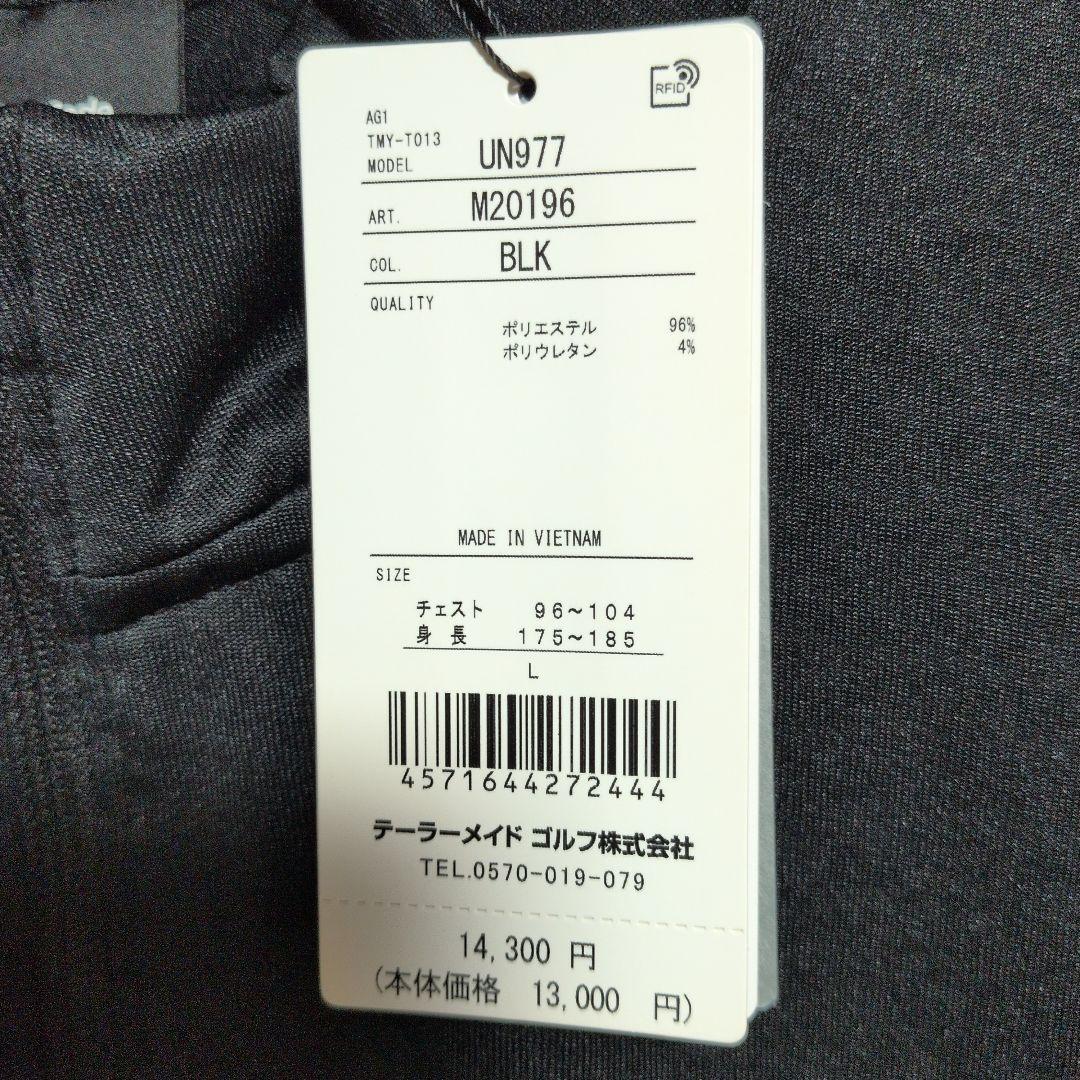 RFID
AG1
TMY-T013
MODEL UN977
ART. M20196
COL. BLK
QUALITY
ポリエステル 96%
ポリウレタン 4%
MADE IN VIETNAM
SIZE
チェスト 96~104
身 長 175~185
L
4571644272444
テーラーメイド ゴルフ株式会社
TEL.0570-019-079
14,300 円
(本体価格 13,000 円)